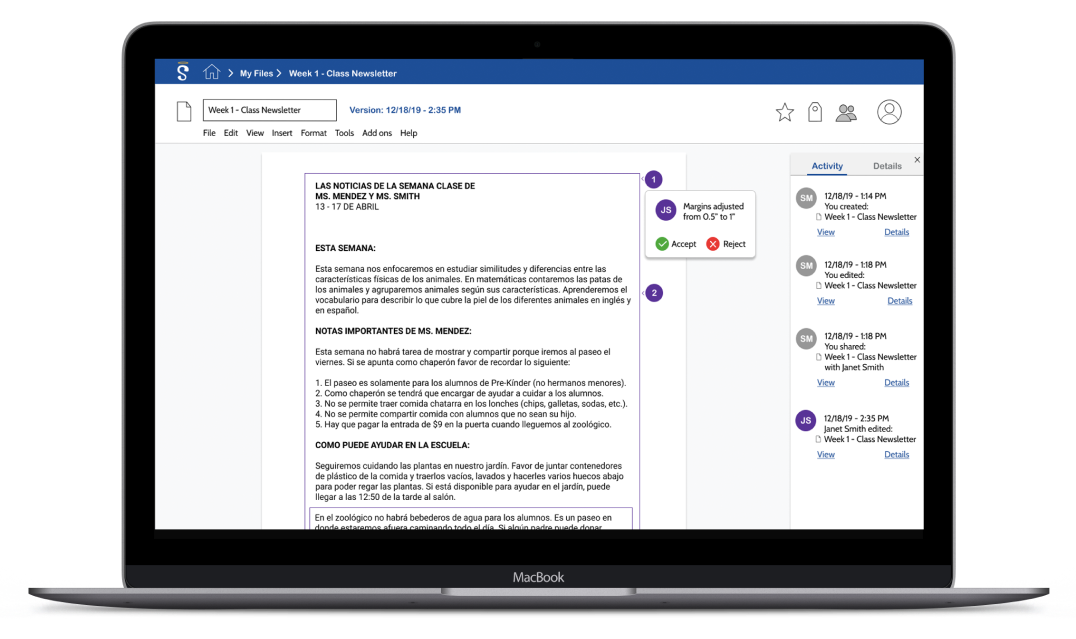 S
My Files > Week 1 - Class Newsletter
Week 1 - Class Newsletter
Version: 12/18/19 - 2:35 PM
File Edit View Insert Format Tools Add ons Help
LAS NOTICIAS DE LA SEMANA CLASE DE
MS. MENDEZ Y MS. SMITH
13 - 17 DE ABRIL
ESTA SEMANA:
Esta semana nos enfocaremos en estudiar similitudes y diferencias entre las
características físicas de los animales. En matemáticas contaremos las patas de
los animales y agruparemos animales según sus características. Aprenderemos el
vocabulario para describir lo que cubre la piel de los diferentes animales en inglés y
en español.
NOTAS IMPORTANTES DE MS. MENDEZ:
Esta semana no habrá tarea de mostrar y compartir porque iremos al paseo el
viernes. Si se apunta como chaperón favor de recordar lo siguiente:
1. El paseo es solamente para los alumnos de Pre-Kínder (no hermanos menores).
2. Como chaperón se tendrá que encargar de ayudar a cuidar a los alumnos.
3. No se permite traer comida chatarra en los lonches (chips, galletas, sodas, etc.).
4. No se permite compartir comida con alumnos que no sean su hijo.
5. Hay que pagar la entrada de $9 en la puerta cuando lleguemos al zoológico.
COMO PUEDE AYUDAR EN LA ESCUELA:
Seguiremos cuidando las plantas en nuestro jardín. Favor de juntar contenedores
de plástico de la comida y traerlos vacíos, lavados y hacerles varios huecos abajo
para poder regar las plantas. Si está disponible para ayudar en el jardín, puede
llegar a las 12:50 de la tarde al salón.
En el zoológico no habrá bebederos de agua para los alumnos. Es un paseo en
donde estaremos afuera caminando todo el día. Si algún padre puede donar
1
JS
Margins adjusted
from 0.5" to 1"
Accept Reject
2
Activity Details X
SM
12/18/19 - 1:14 PM
You created:
Week 1 - Class Newsletter
View Details
SM
12/18/19 - 1:18 PM
You edited:
Week 1 - Class Newsletter
View Details
SM
12/18/19 - 1:18 PM
You shared:
Week 1 - Class Newsletter
with Janet Smith
View Details
JS
12/18/19 - 2:35 PM
Janet Smith edited:
Week 1 - Class Newsletter
View Details
MacBook